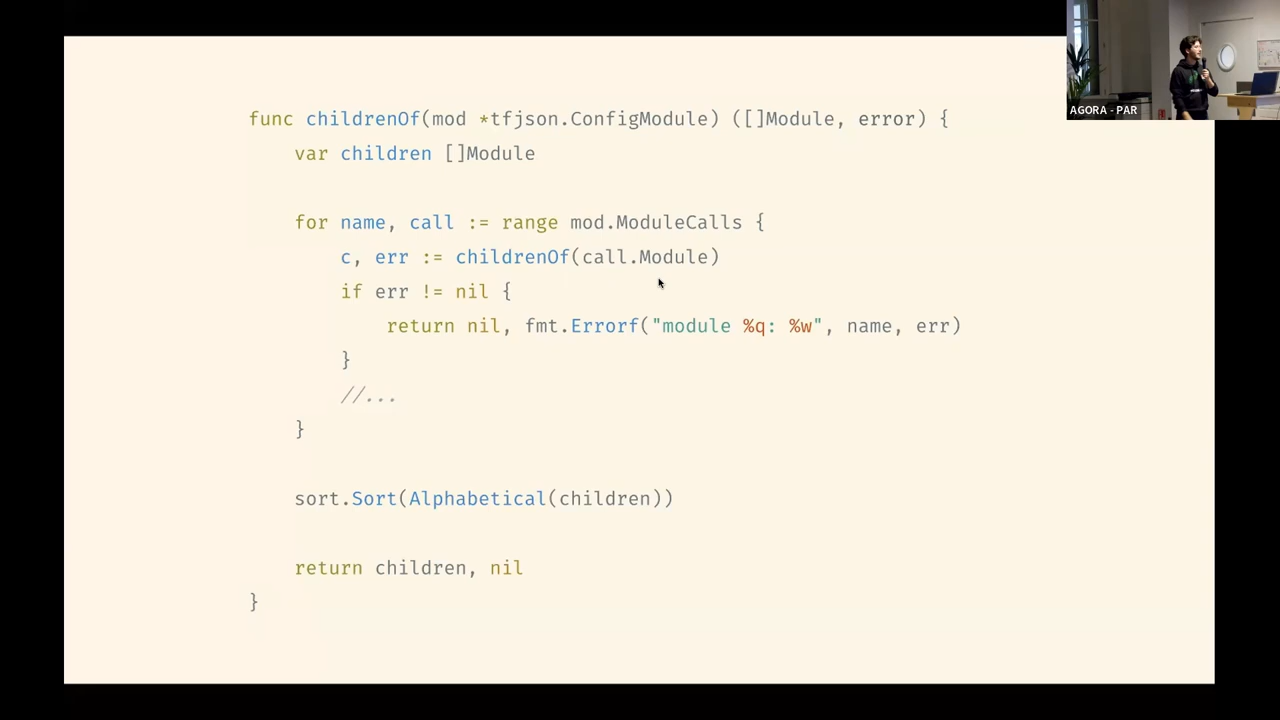 func childrenOf(mod *tfjson.ConfigModule) ([]Module, error) {
var children []Module
for name, call := range mod.ModuleCalls {
c, err := childrenOf(call.Module)
if err != nil {
return nil, fmt.Errorf("module %q: %w", name, err)
}
//...
}
sort.Sort(Alphabetical(children))
return children, nil
}
AGORA - PAR